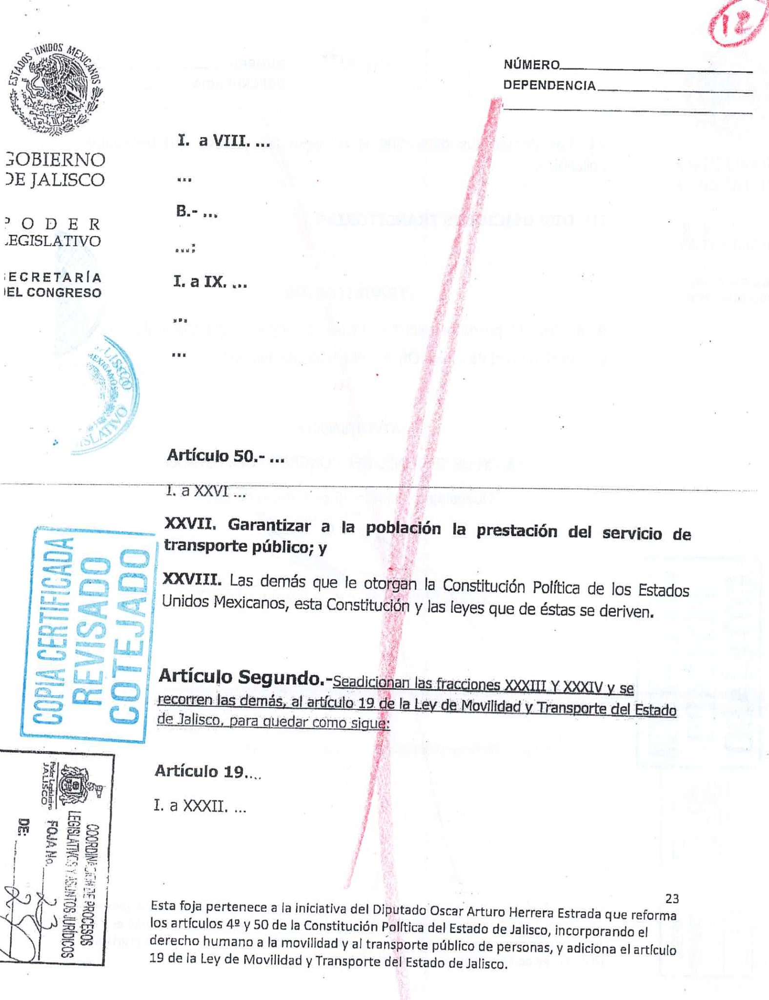 12
ESTADOS UNIDOS MEXICANOS
NÚMERO
DEPENDENCIA
GOBIERNO
DE JALISCO
PODER
LEGISLATIVO
SECRETARÍA
DEL CONGRESO
I. a VIII. ...
...
B.- ...
...:
I. a IX. ...
...
...
JALISCO
MEXICANOS
ISLATIVO
Artículo 50.- ...
I. a XXVI ...
XXVII. Garantizar a la población la prestación del servicio de
transporte público; y
XXVIII. Las demás que le otorgan la Constitución Política de los Estados
Unidos Mexicanos, esta Constitución y las leyes que de éstas se deriven.
COPIA CERTIFICADA
REVISADO
COTEJADO
Artículo Segundo.-Seadicionan las fracciones XXXIII Y XXXIV y se
recorren las demás, al artículo 19 de la Ley de Movilidad y Transporte del Estado
de Jalisco, para quedar como sigue:
Artículo 19....
I. a XXXII. ...
Poder Legislativo
JALISCO
COORDINACIÓN DE PROCESOS
LEGISLATIVOS Y ASUNTOS JURÍDICOS
FOJA No. 23
DE:
23
Esta foja pertenece a la iniciativa del Diputado Oscar Arturo Herrera Estrada que reforma
los artículos 4º y 50 de la Constitución Política del Estado de Jalisco, incorporando el
derecho humano a la movilidad y al transporte público de personas, y adiciona el artículo
19 de la Ley de Movilidad y Transporte del Estado de Jalisco.